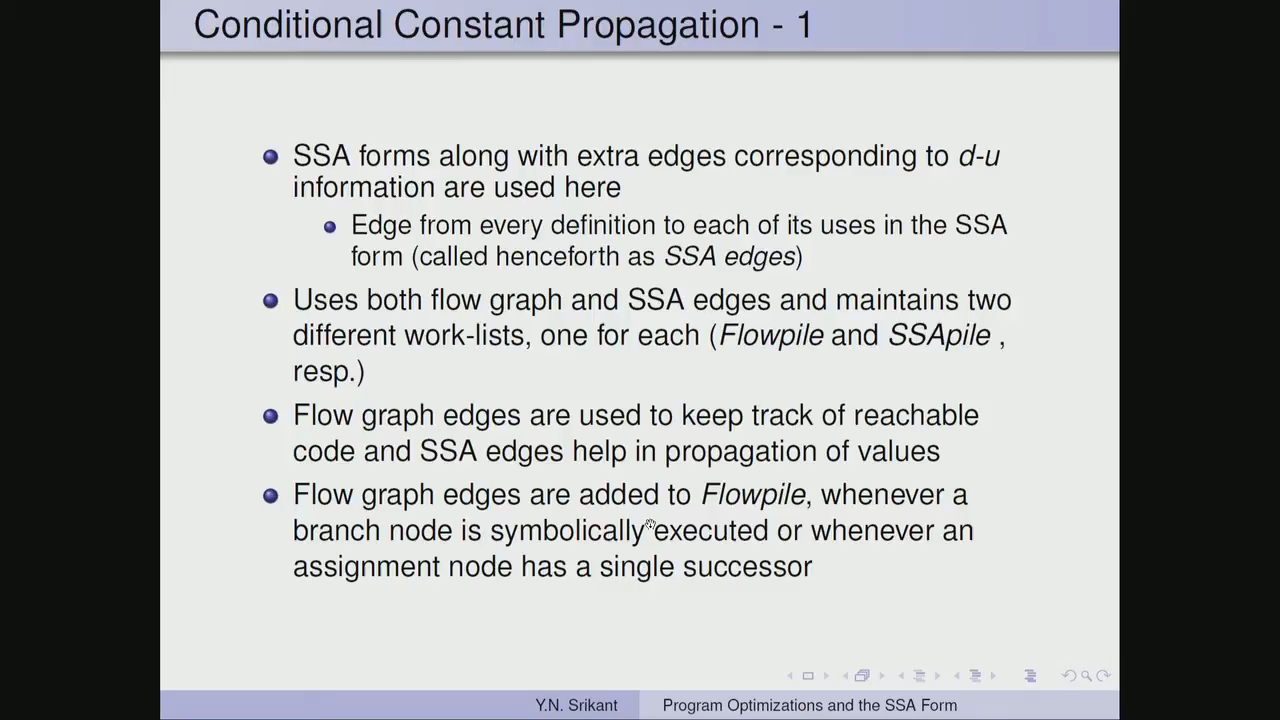 Conditional Constant Propagation - 1
SSA forms along with extra edges corresponding to d-u
information are used here
Edge from every definition to each of its uses in the SSA
form (called henceforth as SSA edges)
Uses both flow graph and SSA edges and maintains two
different work-lists, one for each (Flowpile and SSApile ,
resp.)
Flow graph edges are used to keep track of reachable
code and SSA edges help in propagation of values
Flow graph edges are added to Flowpile, whenever a
branch node is symbolically executed or whenever an
assignment node has a single successor
Y.N. Srikant Program Optimizations and the SSA Form